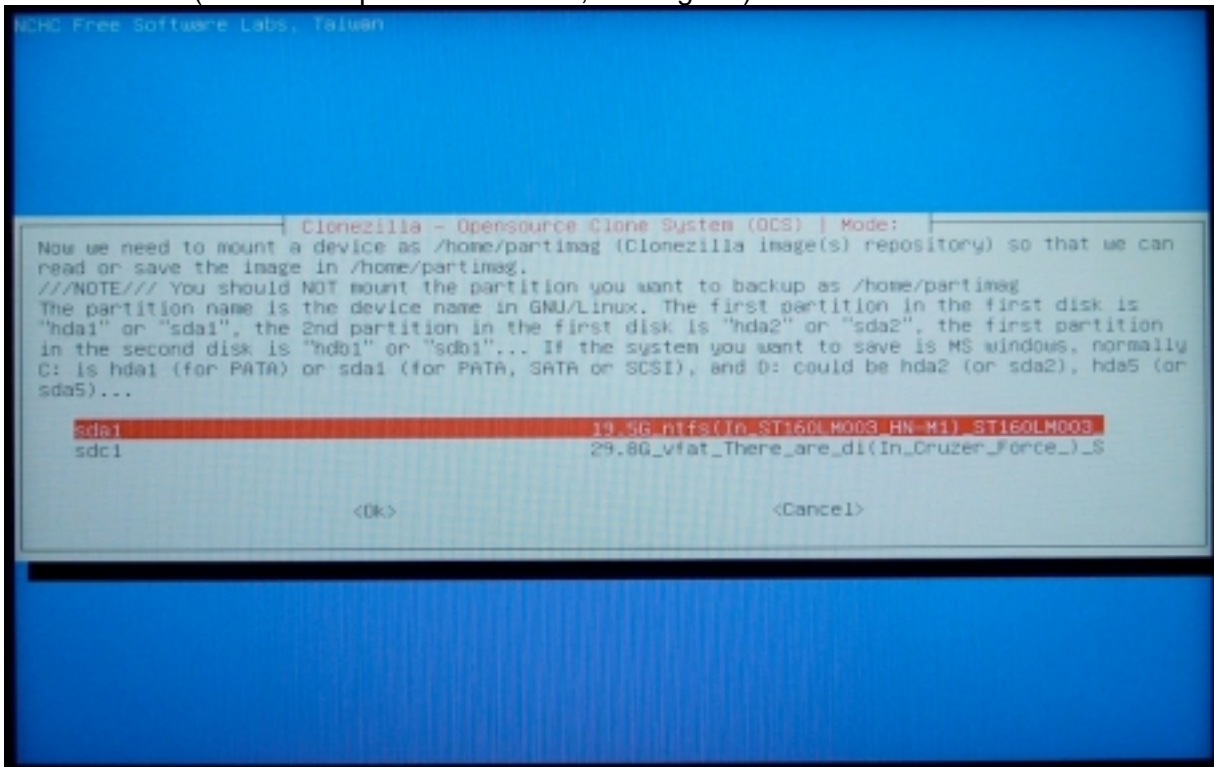 NCHC Free Software Labs, Taiwan
Clonezilla - Opensource Clone System (OCS) | Mode:
Now we need to mount a device as /home/partimag (Clonezilla image(s) repository) so that we can
read or save the image in /home/partimag.
///NOTE/// You should NOT mount the partition you want to backup as /home/partimag
The partition name is the device name in GNU/Linux. The first partition in the first disk is
"hda1" or "sda1", the 2nd partition in the first disk is "hda2" or "sda2", the first partition
in the second disk is "hdb1" or "sdb1"... If the system you want to save is MS windows, normally
C: is hda1 (for PATA) or sda1 (for PATA, SATA or SCSI), and D: could be hda2 (or sda2), hda5 (or
sda5)...
sda1 19.5G_ntfs(In_ST160LM003_HN-M1)_ST160LM003_
sdc1 29.8G_vfat_There_are_di(In_Cruzer_Force_)_S
<Ok> <Cancel>